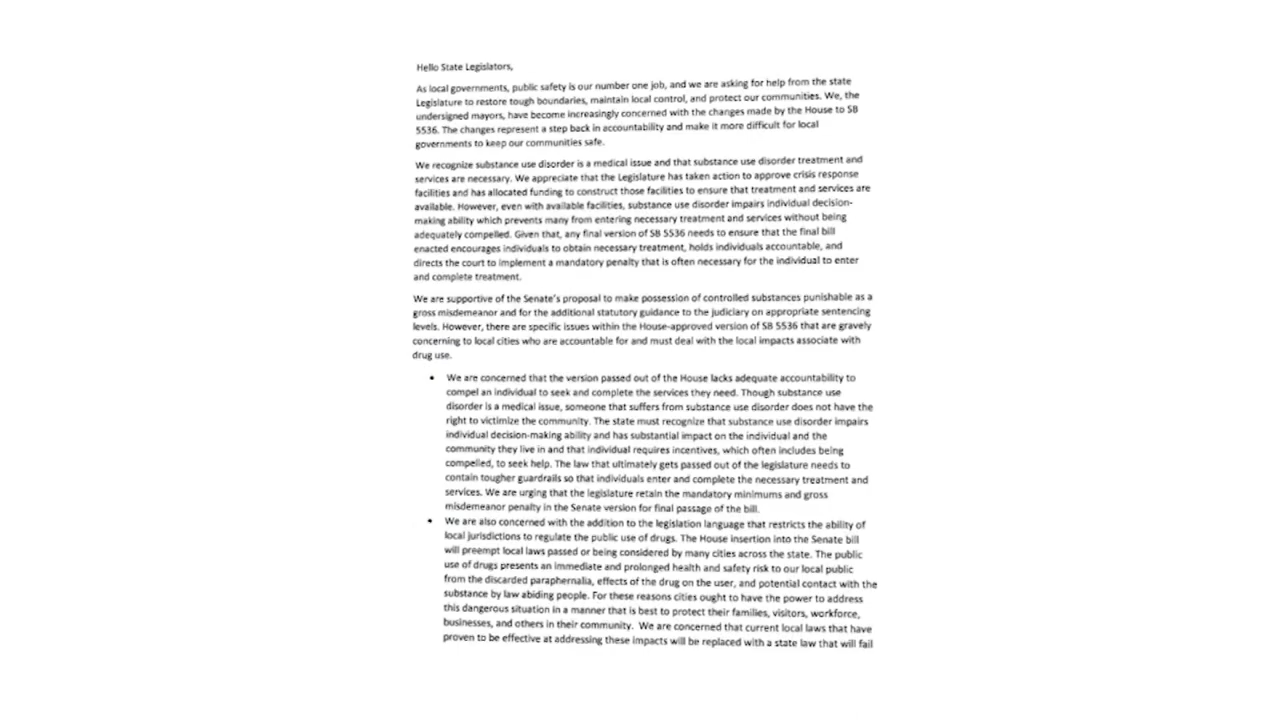 Hello State Legislators,
As local governments, public safety is our number one job, and we are asking for help from the state
Legislature to restore tough boundaries, maintain local control, and protect our communities. We, the
undersigned mayors, have become increasingly concerned with the changes made by the House to SB
5536. The changes represent a step back in accountability and make it more difficult for local
governments to keep our communities safe.
We recognize substance use disorder is a medical issue and that substance use disorder treatment and
services are necessary. We appreciate that the Legislature has taken action to approve crisis response
facilities and has allocated funding to construct those facilities to ensure that treatment and services are
available. However, even with available facilities, substance use disorder impairs individual decision-
making ability which prevents many from entering necessary treatment and services without being
adequately compelled. Given that, any final version of SB 5536 needs to ensure that the final bill
enacted encourages individuals to obtain necessary treatment, holds individuals accountable, and
directs the court to implement a mandatory penalty that is often necessary for the individual to enter
and complete treatment.
We are supportive of the Senate's proposal to make possession of controlled substances punishable as a
gross misdemeanor and for the additional statutory guidance to the judiciary on appropriate sentencing
levels. However, there are specific issues within the House-approved version of SB 5536 that are gravely
concerning to local cities who are accountable for and must deal with the local impacts associate with
drug use.
• We are concerned that the version passed out of the House lacks adequate accountability to
compel an individual to seek and complete the services they need. Though substance use
disorder is a medical issue, someone that suffers from substance use disorder does not have the
right to victimize the community. The state must recognize that substance use disorder impairs
individual decision-making ability and has substantial impact on the individual and the
community they live in and that individual requires incentives, which often includes being
compelled, to seek help. The law that ultimately gets passed out of the legislature needs to
contain tougher guardrails so that individuals enter and complete the necessary treatment and
services. We are urging that the legislature retain the mandatory minimums and gross
misdemeanor penalty in the Senate version for final passage of the bill.
• We are also concerned with the addition to the legislation language that restricts the ability of
local jurisdictions to regulate the public use of drugs. The House insertion into the Senate bill
will preempt local laws passed or being considered by many cities across the state. The public
use of drugs presents an immediate and prolonged health and safety risk to our local public
from the discarded paraphernalia, effects of the drug on the user, and potential contact with the
substance by law abiding people. For these reasons cities ought to have the power to address
this dangerous situation in a manner that is best to protect their families, visitors, workforce,
businesses, and others in their community. We are concerned that current local laws that have
proven to be effective at addressing these impacts will be replaced with a state law that will fail